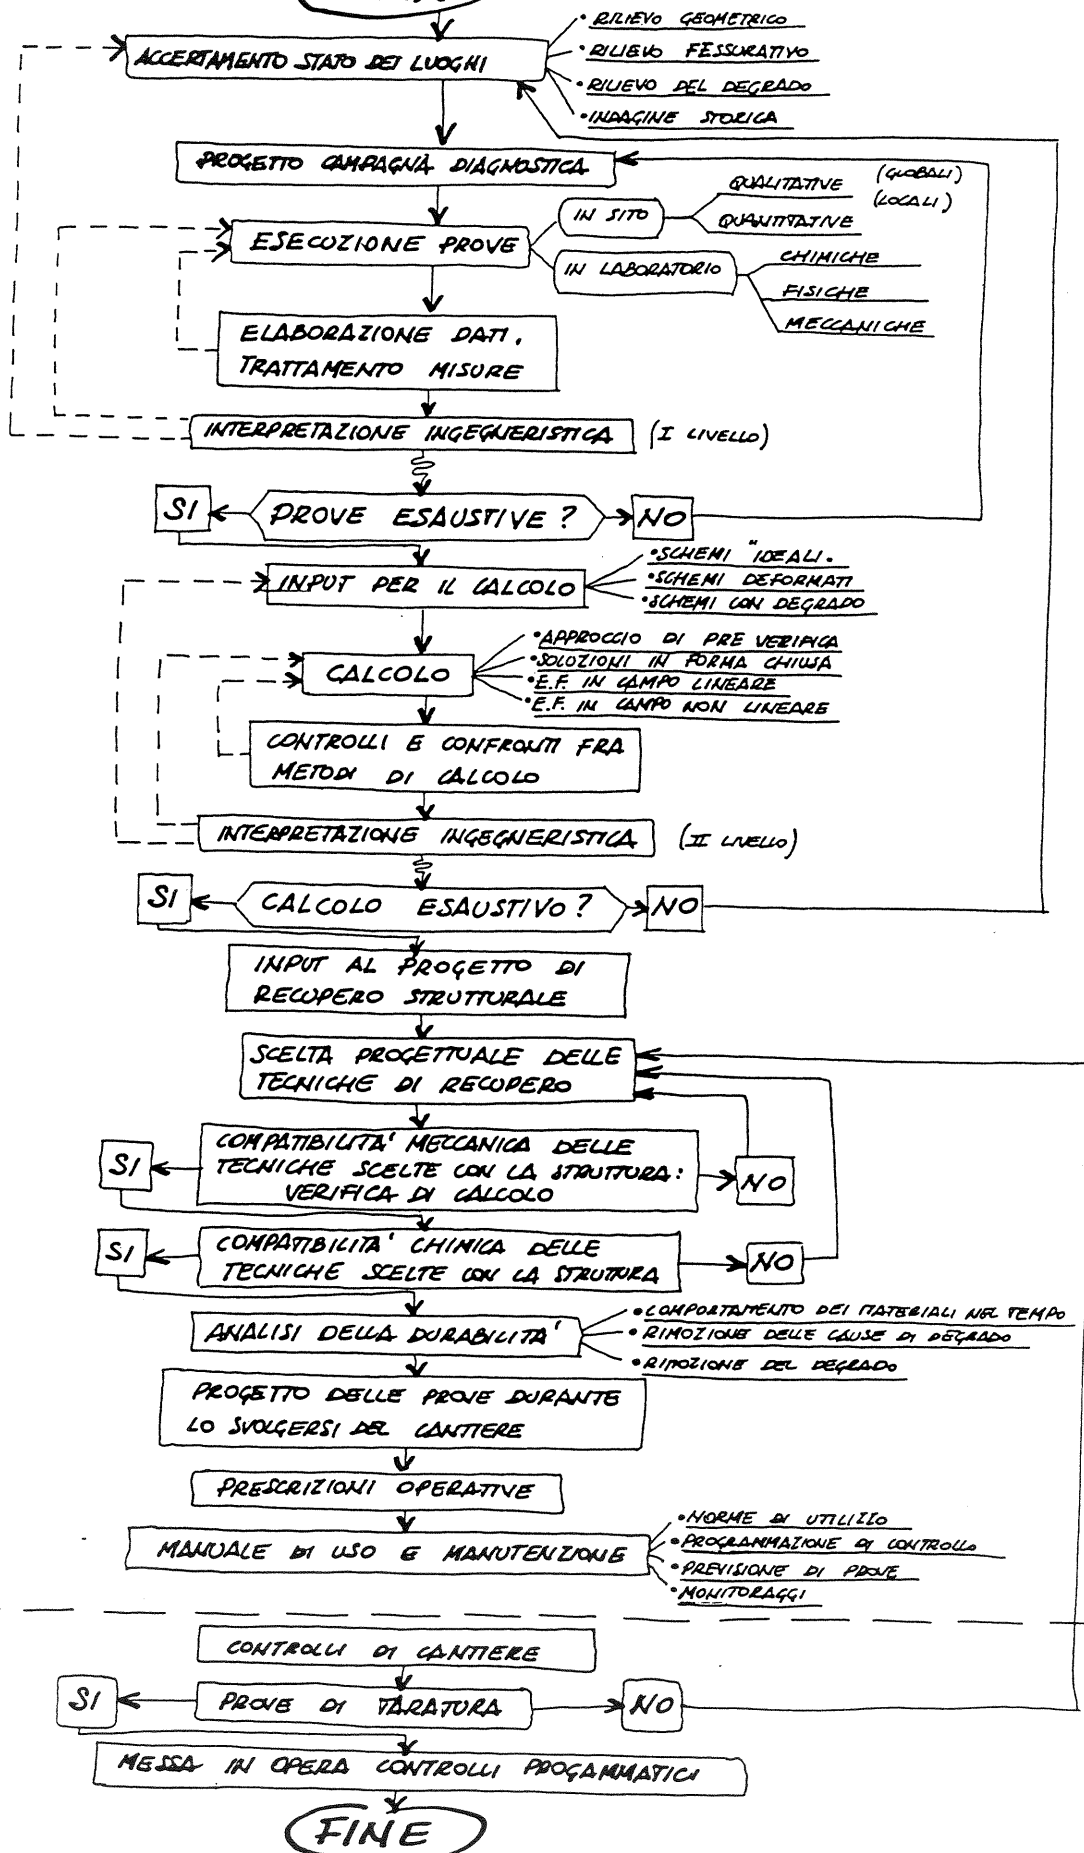 • RILIEVO GEOMETRICO
ACCERTAMENTO STATO DEI LUOGHI
• RILIEVO FESSURATIVO
• RILIEVO DEL DEGRADO
• INDAGINE STORICA
PROGETTO CAMPAGNA DIAGNOSTICA
ESECUZIONE PROVE
IN SITO
QUALITATIVE (GLOBALI)
QUANTITATIVE (LOCALI)
IN LABORATORIO
CHIMICHE
FISICHE
MECCANICHE
ELABORAZIONE DATI.
TRATTAMENTO MISURE
INTERPRETAZIONE INGEGNERISTICA (I LIVELLO)
SI PROVE ESAUSTIVE? NO
INPUT PER IL CALCOLO
• SCHEMI "IDEALI.
• SCHEMI DEFORMATI
• SCHEMI CON DEGRADO
CALCOLO
• APPROCCIO DI PRE VERIFICA
• SOLUZIONI IN FORMA CHIUSA
• E.F. IN CAMPO LINEARE
• E.F. IN CAMPO NON LINEARE
CONTROLLI E CONFRONTI FRA
METODI DI CALCOLO
INTERPRETAZIONE INGEGNERISTICA (II LIVELLO)
SI CALCOLO ESAUSTIVO? NO
INPUT AL PROGETTO DI
RECUPERO STRUTTURALE
SCELTA PROGETTUALE DELLE
TECNICHE DI RECUPERO
COMPATIBILITA' MECCANICA DELLE
SI TECNICHE SCELTE CON LA STRUTTURA: NO
VERIFICA DI CALCOLO
SI COMPATIBILITA' CHIMICA DELLE
TECNICHE SCELTE CON LA STRUTTURA NO
ANALISI DELLA DURABILITA'
• COMPORTAMENTO DEI MATERIALI NEL TEMPO
• RIMOZIONE DELLE CAUSE DI DEGRADO
• RIMOZIONE DEL DEGRADO
PROGETTO DELLE PROVE DURANTE
LO SVOLGERSI DEL CANTIERE
PRESCRIZIONI OPERATIVE
MANUALE DI USO E MANUTENZIONE
• NORME DI UTILIZZO
• PROGRAMMAZIONE DI CONTROLLO
• PREVISIONE DI PROVE
• MONITORAGGI
CONTROLLI DI CANTIERE
SI PROVE DI TARATURA NO
MESSA IN OPERA CONTROLLI PROGAMMATICI
FINE